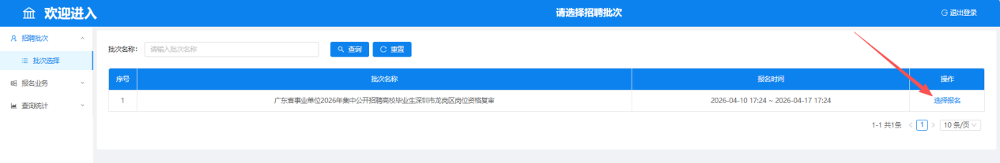 欢迎进入
请选择招聘批次
退出登录
招聘批次
批次选择
报名业务
查询统计
批次名称: 请输入批次名称 查询 重置
序号 批次名称 报名时间 操作
1 广东省事业单位2026年集中公开招聘高校毕业生深圳市龙岗区岗位资格复审 2026-04-10 17:24 ~ 2026-04-17 17:24 选择报名
1-1 共1条 < 1 > 10 条/页